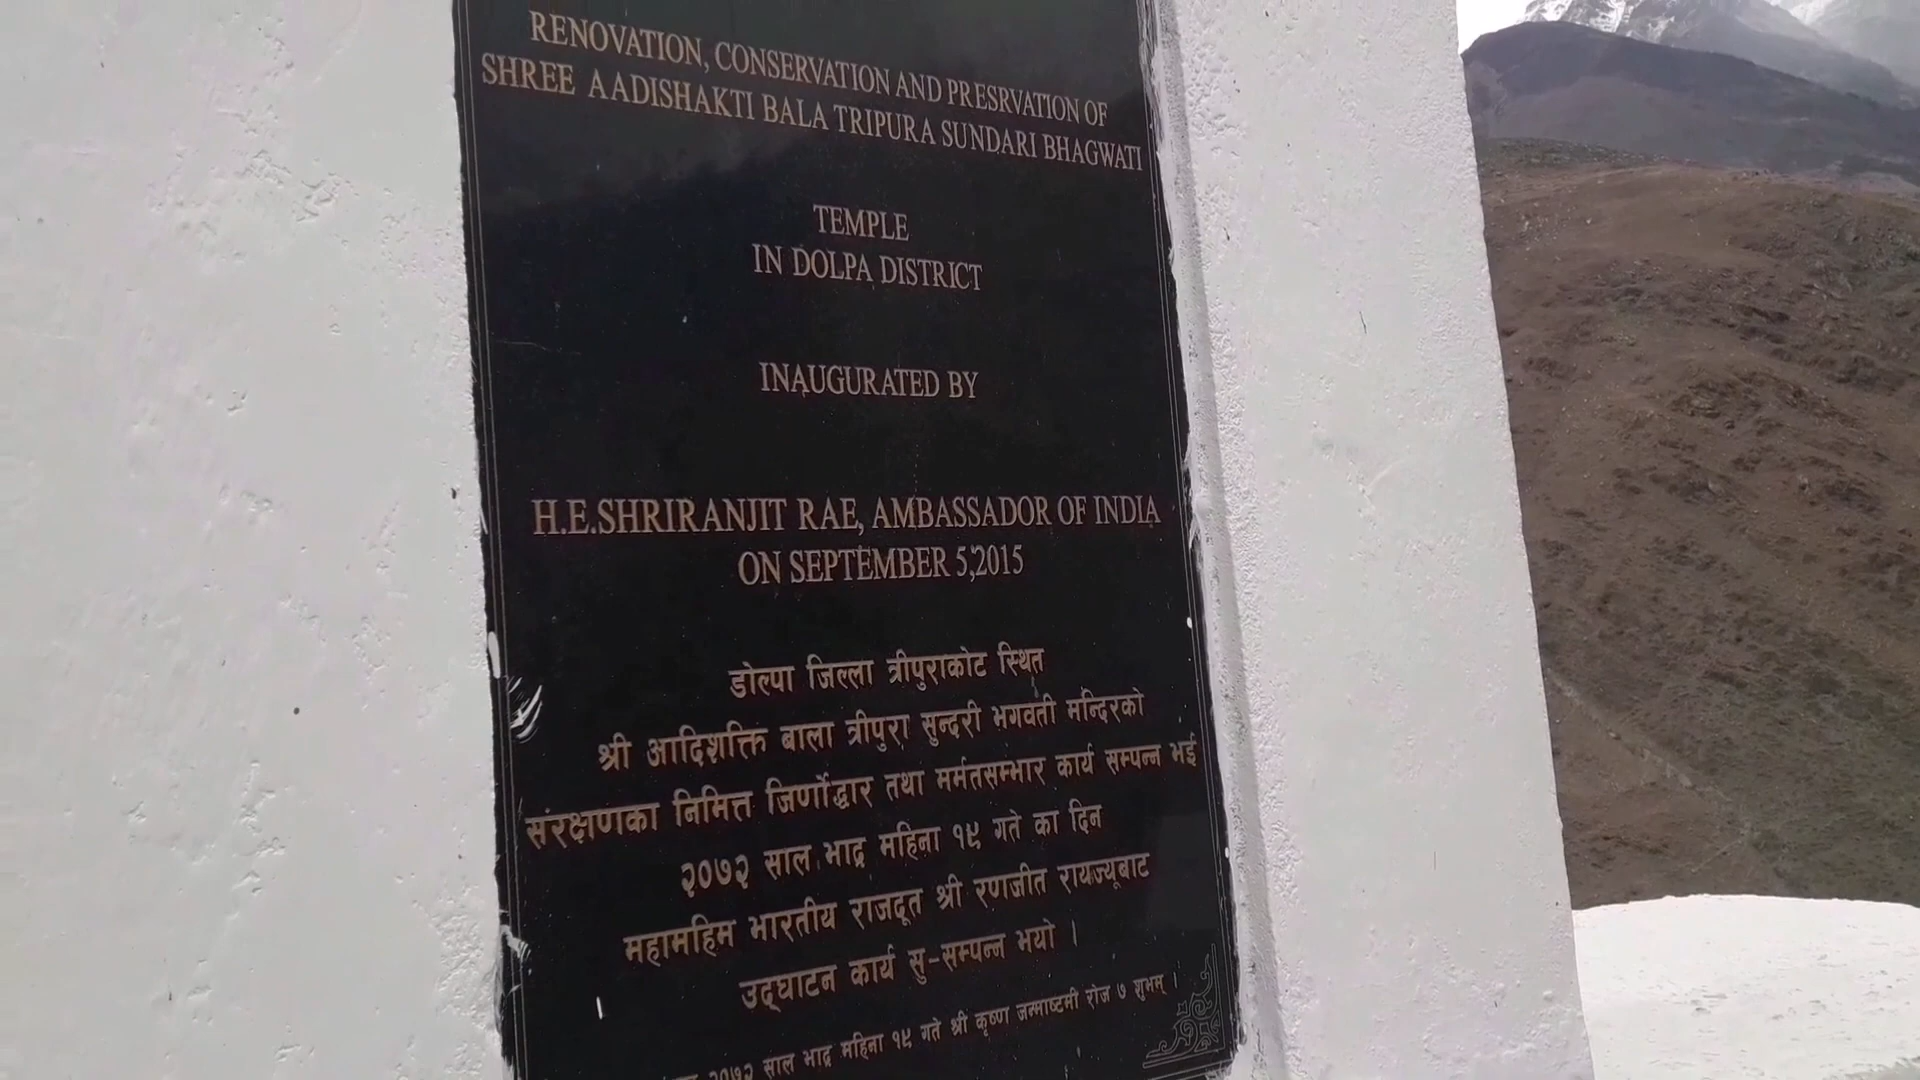 RENOVATION, CONSERVATION AND PRESRVATION OF
SHREE AADISHAKTI BALA TRIPURA SUNDARI BHAGWATI
TEMPLE
IN DOLPA DISTRICT
INAUGURATED BY
H.E.SHRIRANJIT RAE, AMBASSADOR OF INDIA
ON SEPTEMBER 5,2015
डोल्पा जिल्ला त्रीपुराकोट स्थित
श्री आदिशक्ति बाला त्रीपुरा सुन्दरी भगवती मन्दिरको
संरक्षणका निमित्त जिर्णोद्धार तथा मर्मतसम्भार कार्य सम्पन्न भई
२०७२ साल भाद्र महिना १९ गते का दिन
महामहिम भारतीय राजदूत श्री रणजीत रायज्यूबाट
उद्घाटन कार्य सु-सम्पन्न भयो ।
२०७२ साल भाद्र महिना १९ गते श्री कृष्ण जन्माष्टमी रोज ७ शुभम् ।